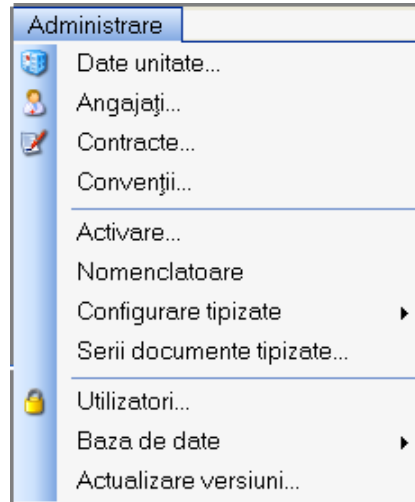 Administrare
Date unitate...
Angajaţi...
Contracte...
Convenţii...
Activare...
Nomenclatoare
Configurare tipizate
Serii documente tipizate...
Utilizatori...
Baza de date
Actualizare versiuni...